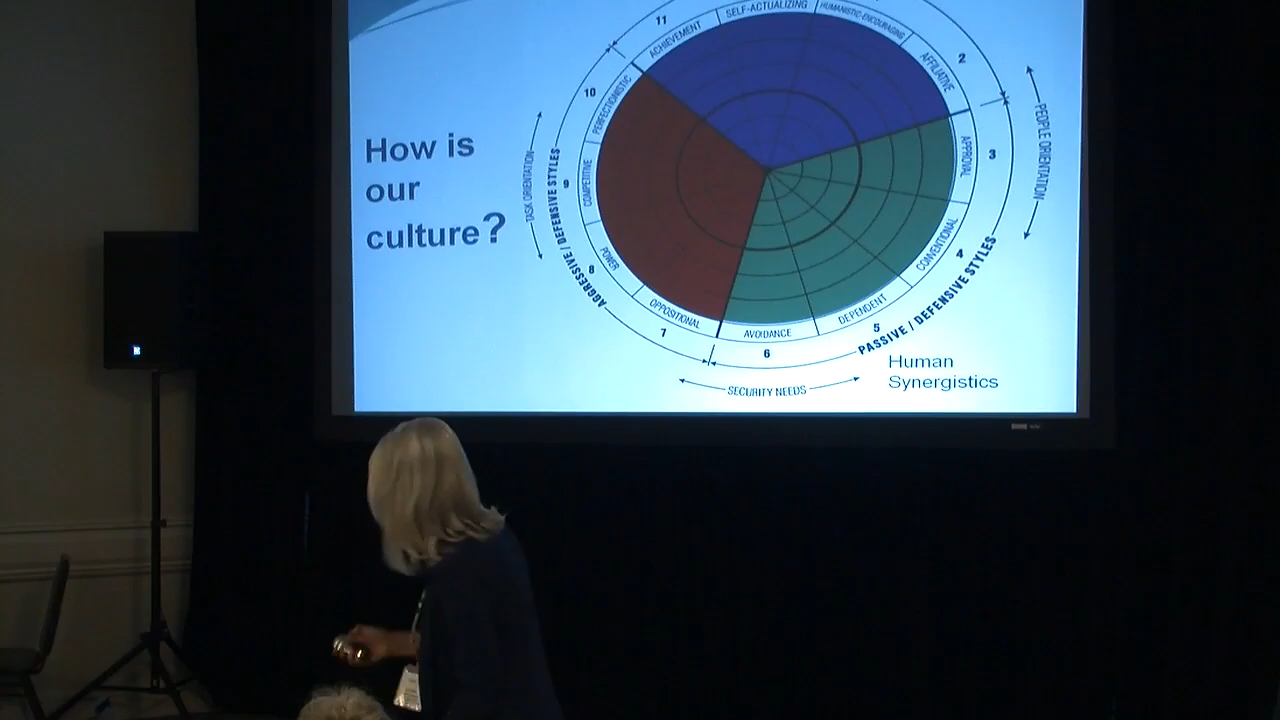 How is
our
culture?
11
ACHIEVEMENT
SELF-ACTUALIZING
HUMANISTIC-ENCOURAGING
AFFILIATIVE
2
APPROVAL
3
CONVENTIONAL
4
DEPENDENT
5
AVOIDANCE
6
OPPOSITIONAL
7
POWER
8
COMPETITIVE
9
PERFECTIONISTIC
10
TASK ORIENTATION
AGGRESSIVE / DEFENSIVE STYLES
PEOPLE ORIENTATION
PASSIVE / DEFENSIVE STYLES
SECURITY NEEDS
Human
Synergistics